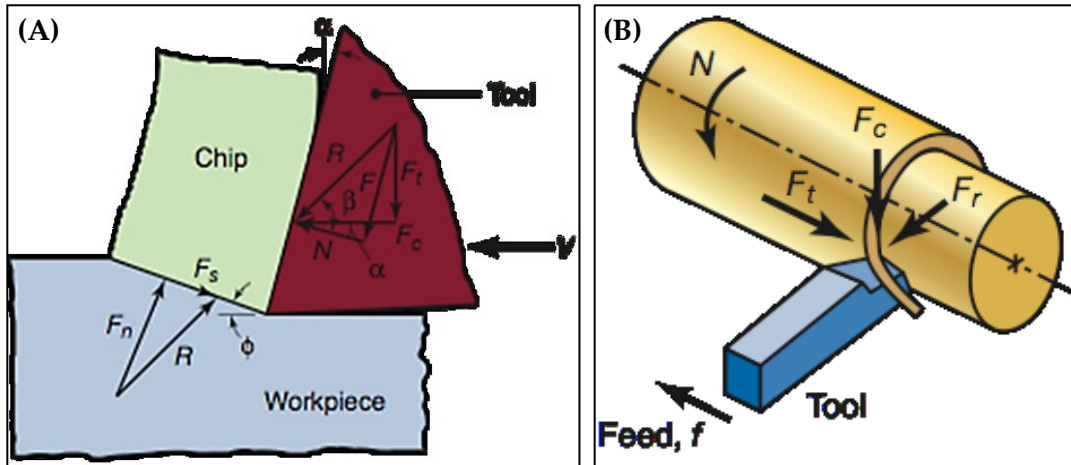 (A)
α
Tool
Chip
R
F
Ft
β
Fc
N
α
V
Fs
Fn
R
ϕ
Workpiece
(B)
N
Fc
Ft
Fr
Tool
Feed, f